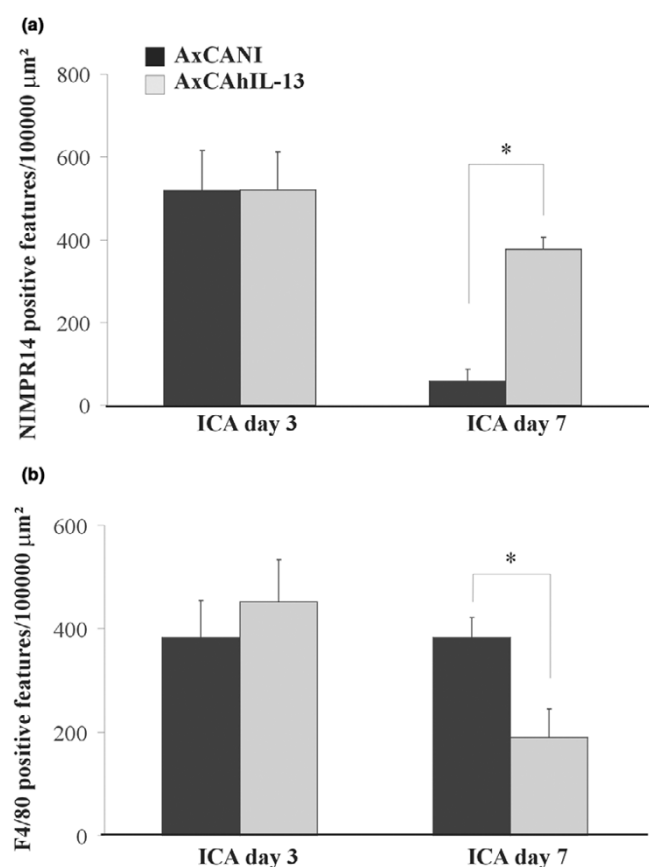 (a)
AxCANI
AxCAhIL-13
NIMPR14 positive features/100000 µm²
800
600
400
200
0
*
ICA day 3
ICA day 7
(b)
F4/80 positive features/100000 µm²
600
400
200
0
*
ICA day 3
ICA day 7